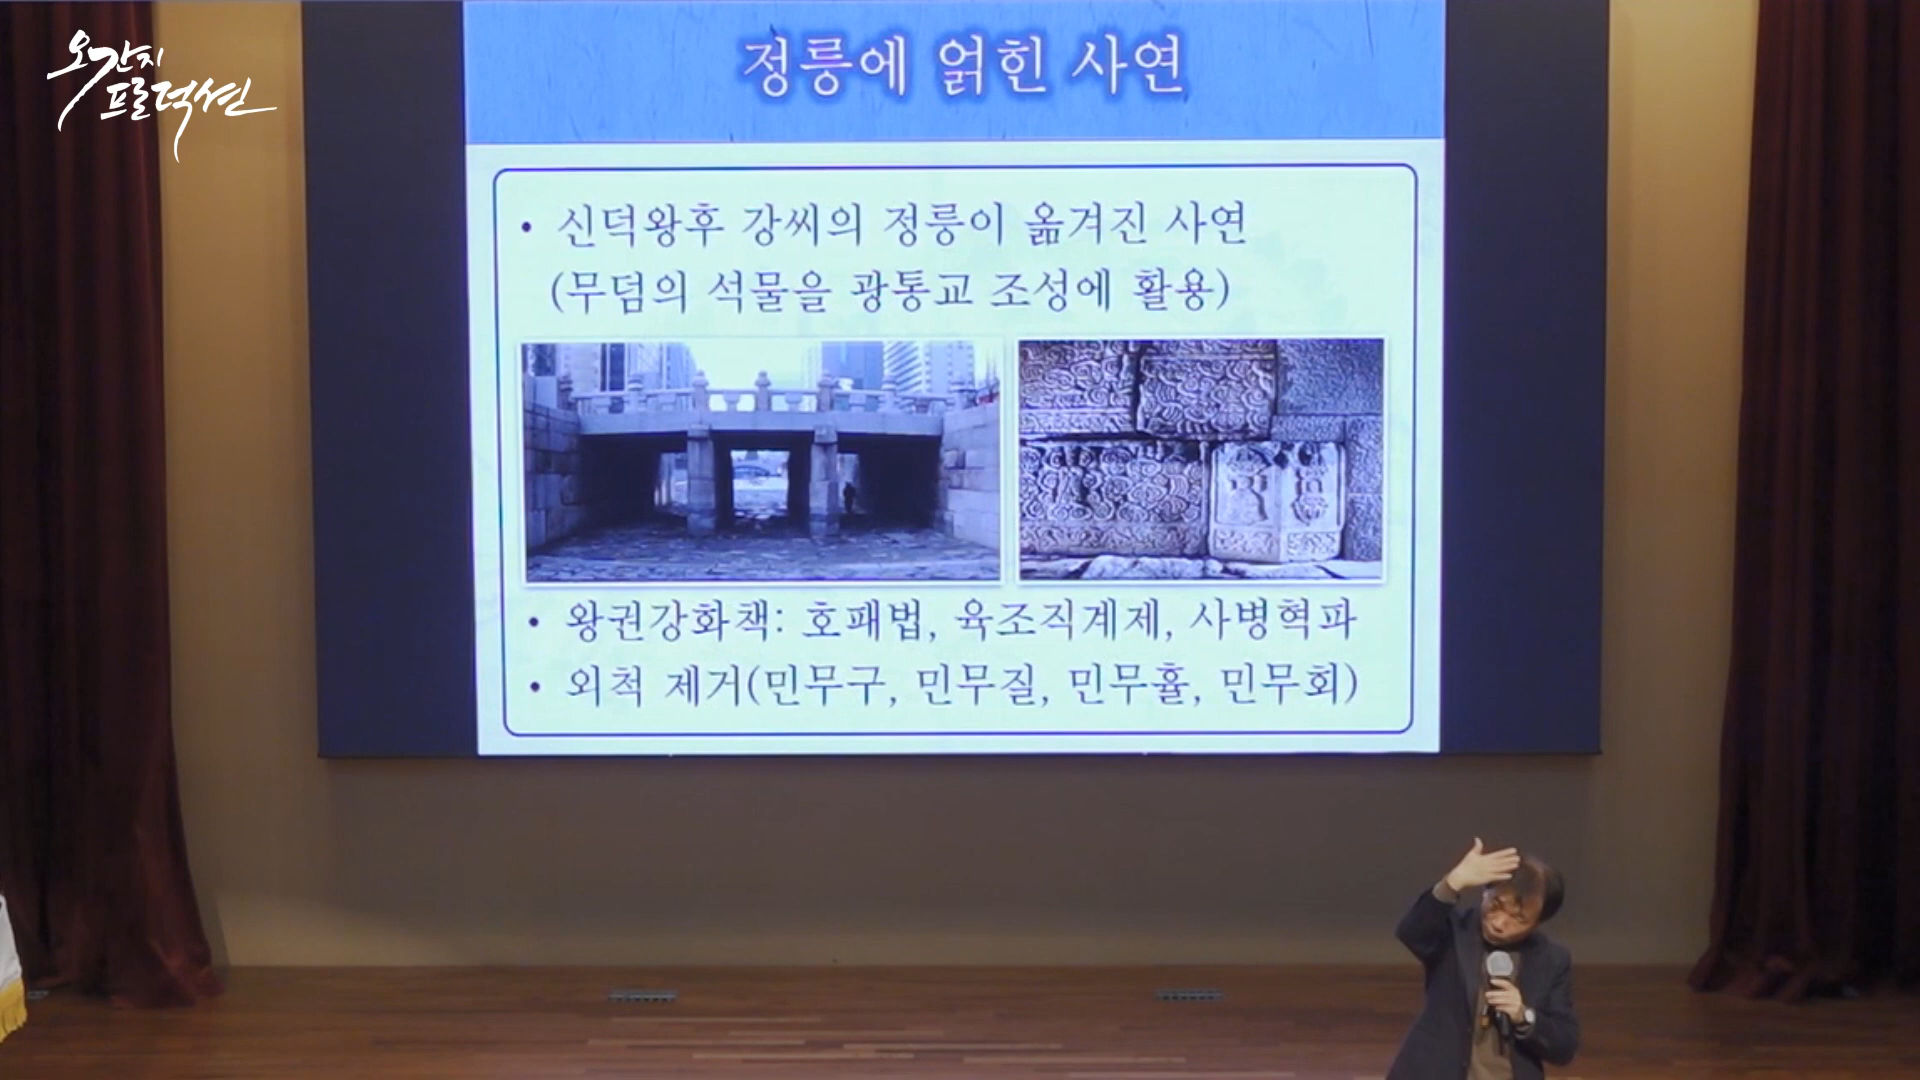 오간지
프로덕션
정릉에 얽힌 사연
• 신덕왕후 강씨의 정릉이 옮겨진 사연
(무덤의 석물을 광통교 조성에 활용)
• 왕권강화책: 호패법, 육조직계제, 사병혁파
• 외척 제거(민무구, 민무질, 민무휼, 민무회)